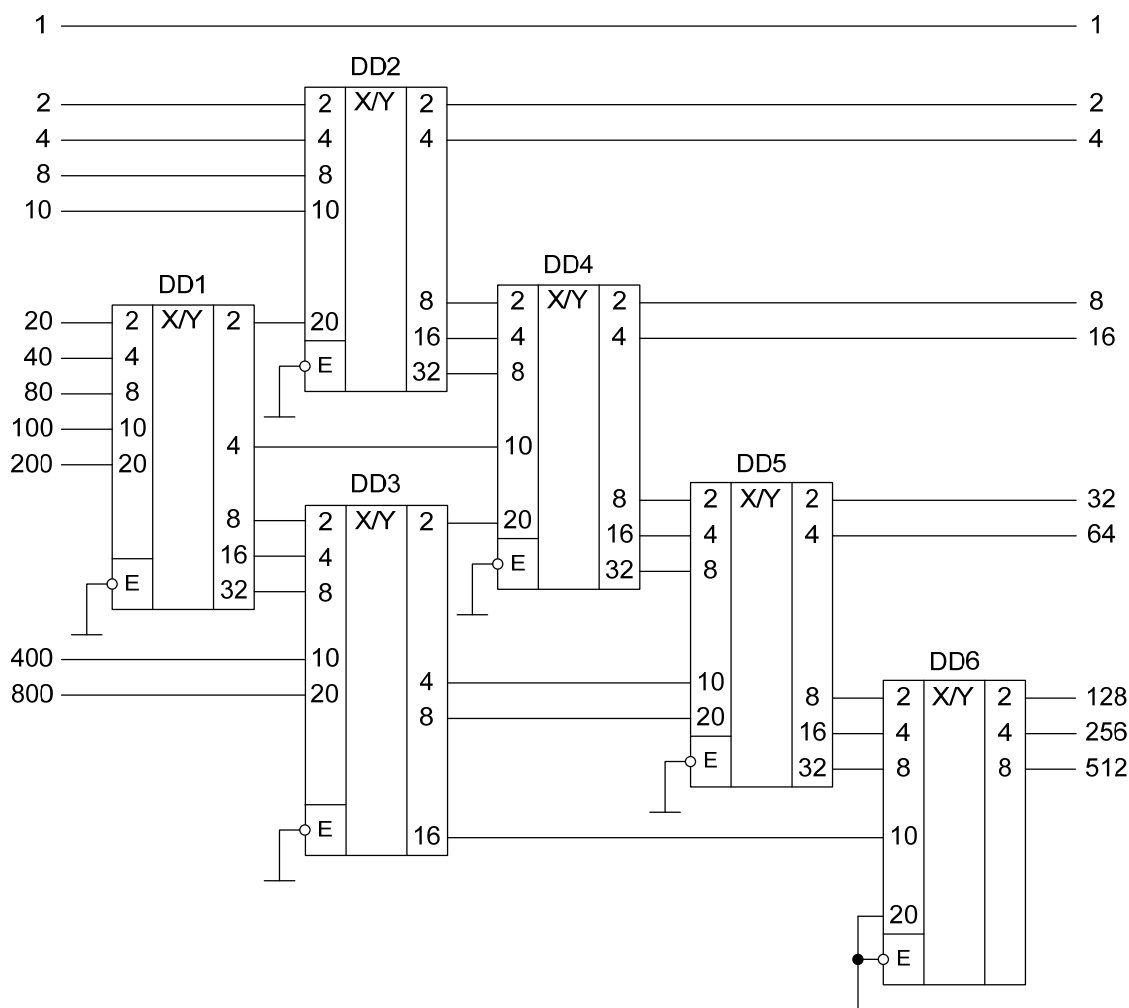 1 1
DD2
2 2 X/Y 2 2
4 4 4 4
8 8
10 10
DD4
DD1
8 2 X/Y 2 8
20 2 X/Y 2 20
16 4 4 16
40 4
E 32 8
80 8
100 10
4 10
200 20
DD5
DD3
8 2 X/Y 2 32
8 2 X/Y 2 20
16 4 4 64
16 4
E
32 8
E 32 8
400 10
DD6
4 10
800 20
8 2 X/Y 2 128
8 20
16 4 4 256
E
32 8 8 512
E 16 10
20
E